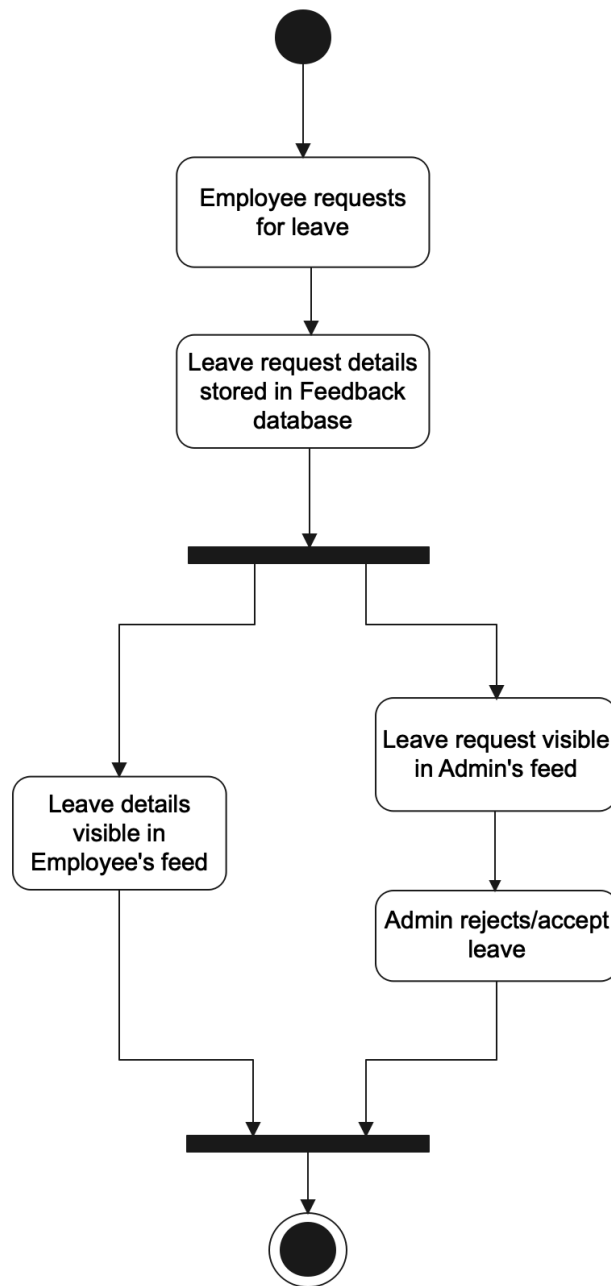 Employee requests
for leave
Leave request details
stored in Feedback
database
Leave request visible
in Admin's feed
Leave details
visible in
Employee's feed
Admin rejects/accept
leave